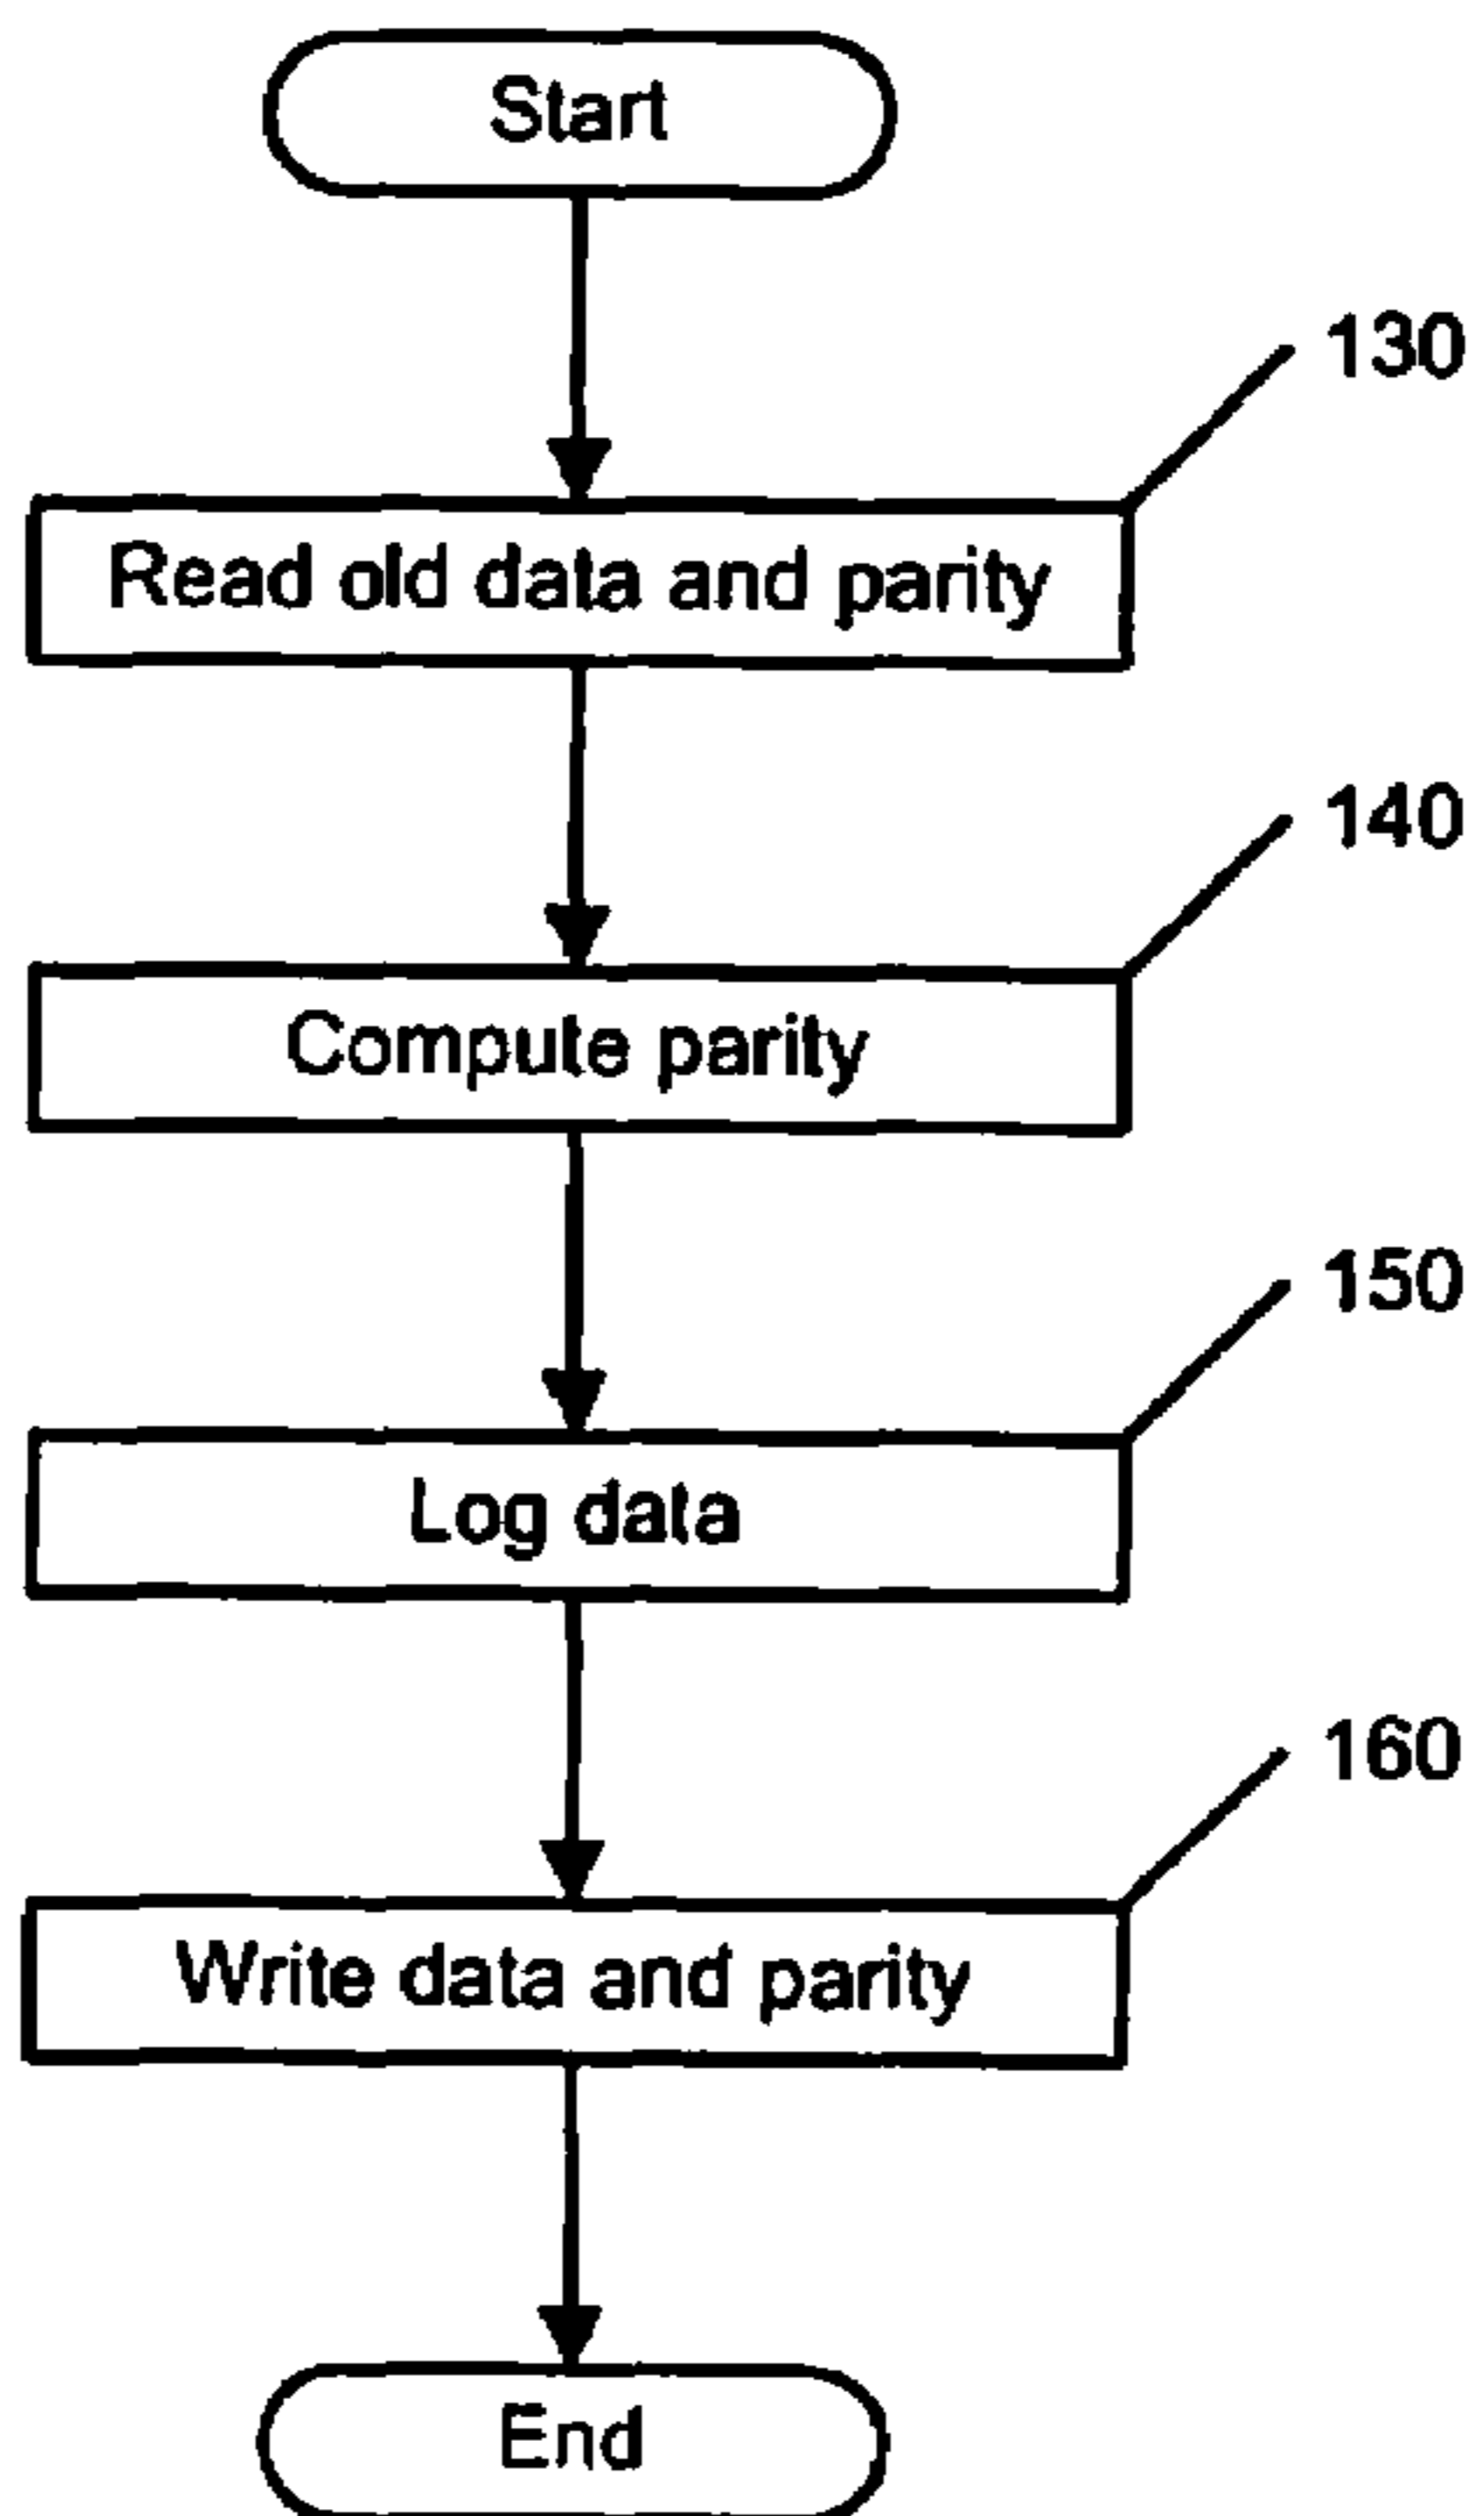 Start
130
Read old data and parity
140
Compute parity
150
Log data
160
Write data and parity
End